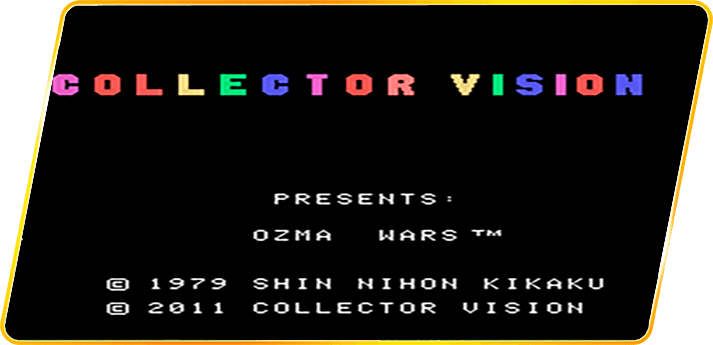 COLLECTOR VISION
PRESENTS:
OZMA WARS™
© 1979 SHIN NIHON KIKAKU
© 2011 COLLECTOR VISION